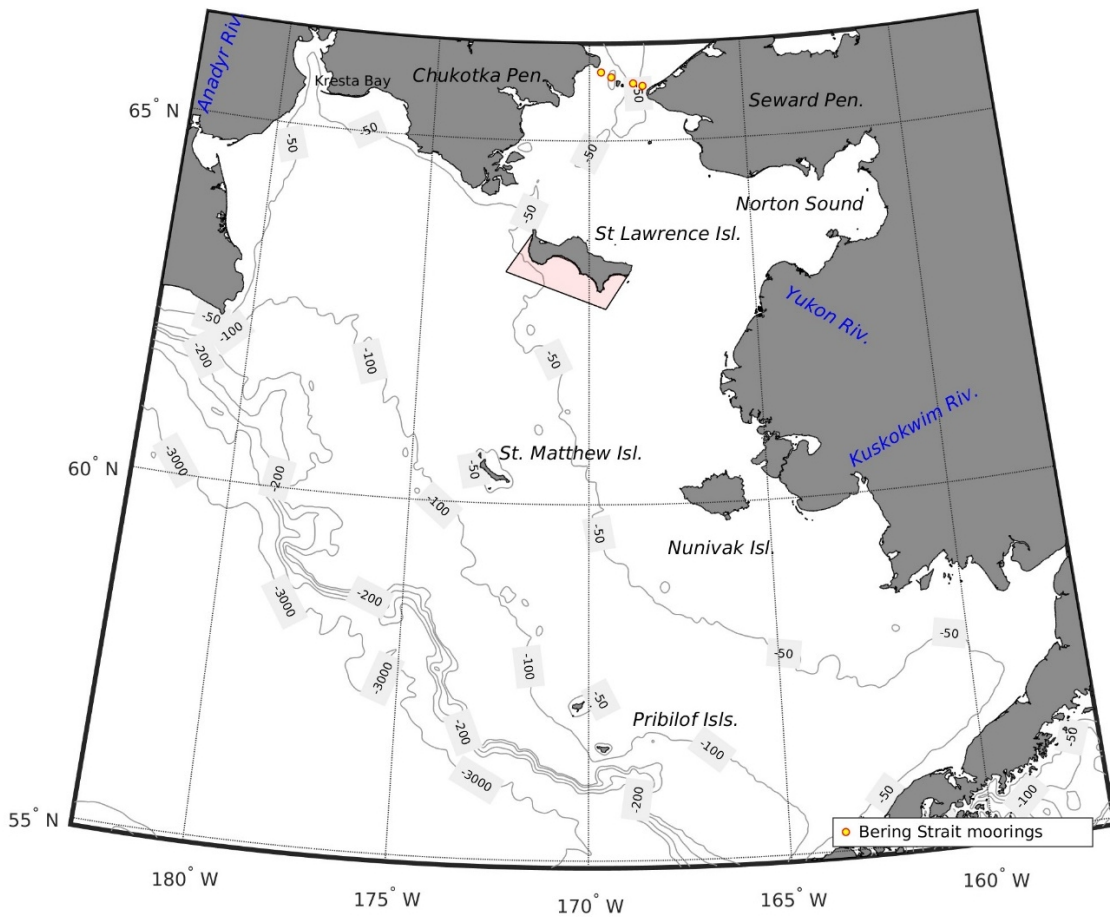 Anadyr Riv.
Kresta Bay
Chukotka Pen.
Seward Pen.
65° N
-50
-50
-50
-50
Norton Sound
-50
St Lawrence Isl.
Yukon Riv.
-50
-100
-200
-100
-50
Kuskokwim Riv.
St. Matthew Isl.
60° N
-3000
-200
-50
-100
-50
Nunivak Isl.
-3000
-200
-50
-50
-3000
-100
-50
Pribilof Isls.
-200
-100
-50
-3000
-200
-50
-100
55° N
Bering Strait moorings
180° W
175° W
170° W
165° W
160° W